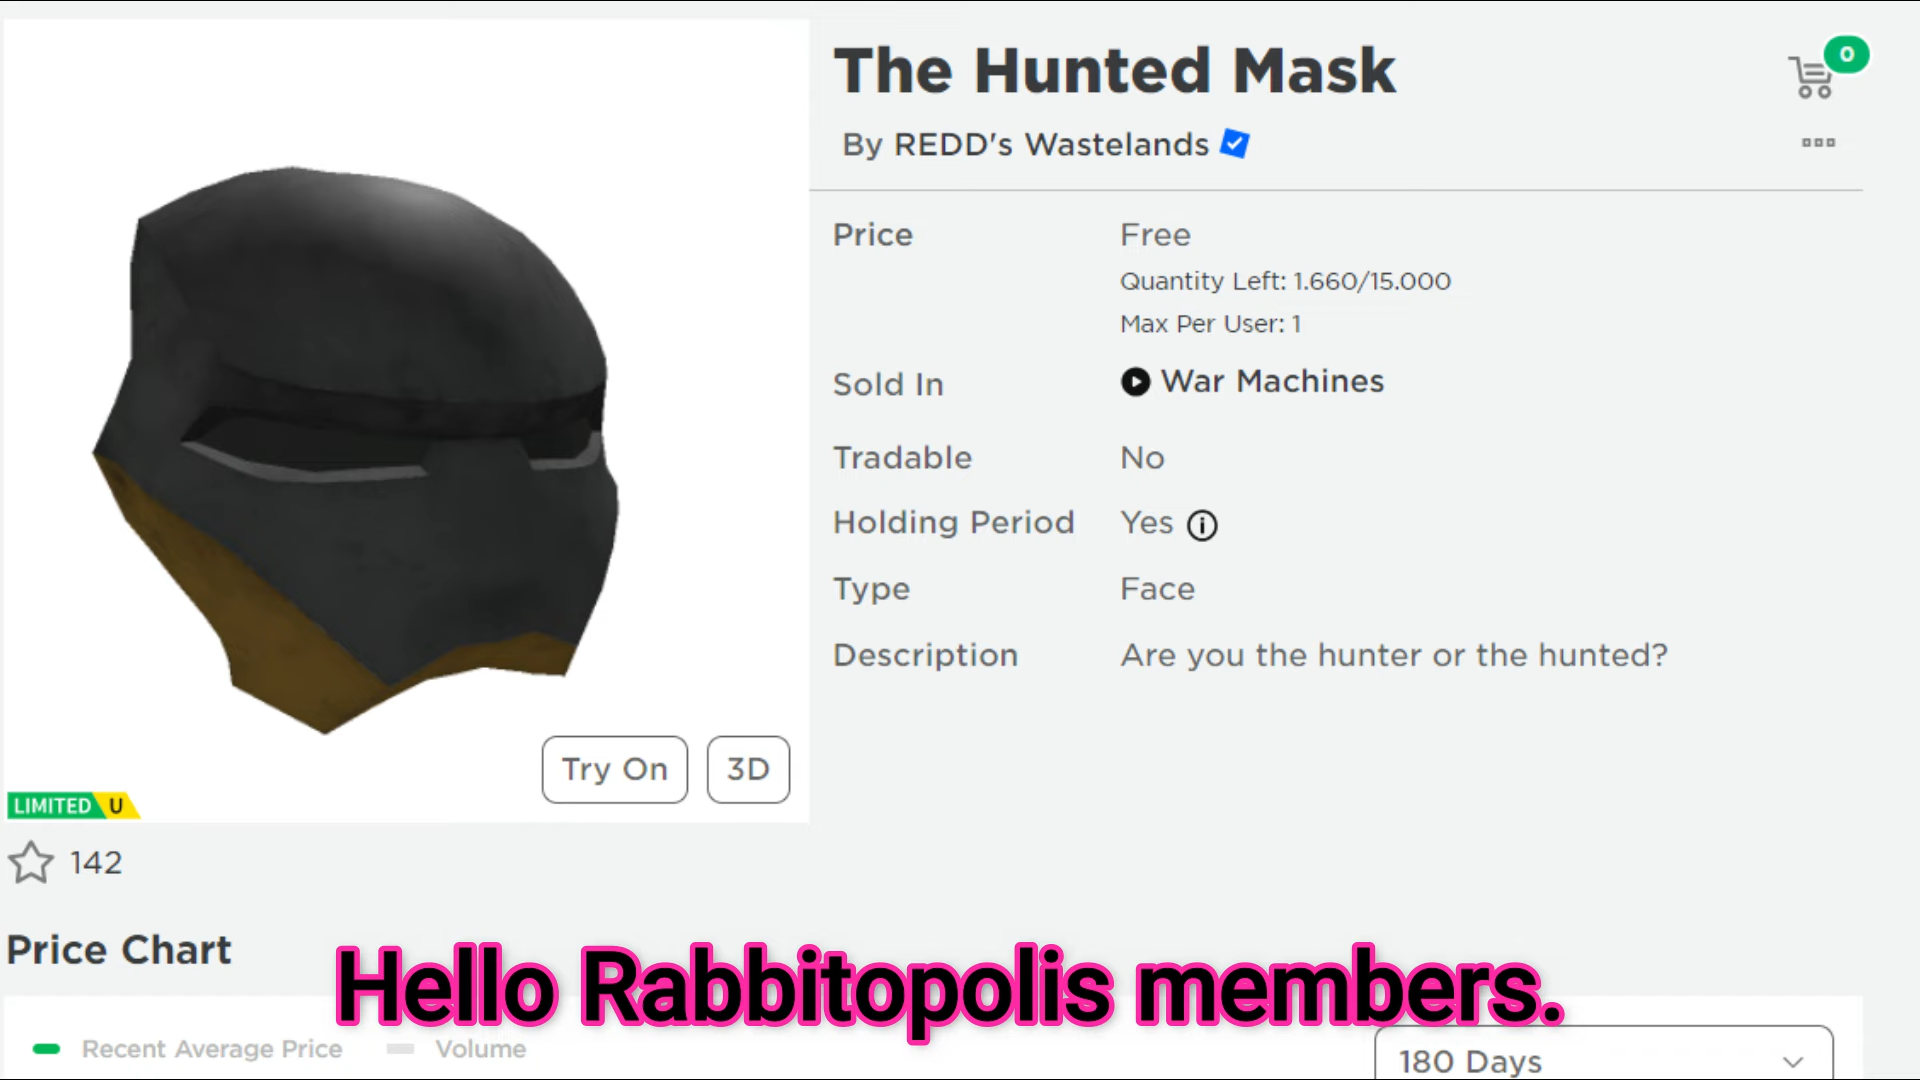 The Hunted Mask
0
By REDD's Wastelands
Price Free
Quantity Left: 1.660/15.000
Max Per User: 1
Sold In War Machines
Tradable No
Holding Period Yes
Type Face
Description Are you the hunter or the hunted?
Try On 3D
LIMITED U
142
Price Chart
Hello Rabbitopolis members.
Recent Average Price Volume
180 Days